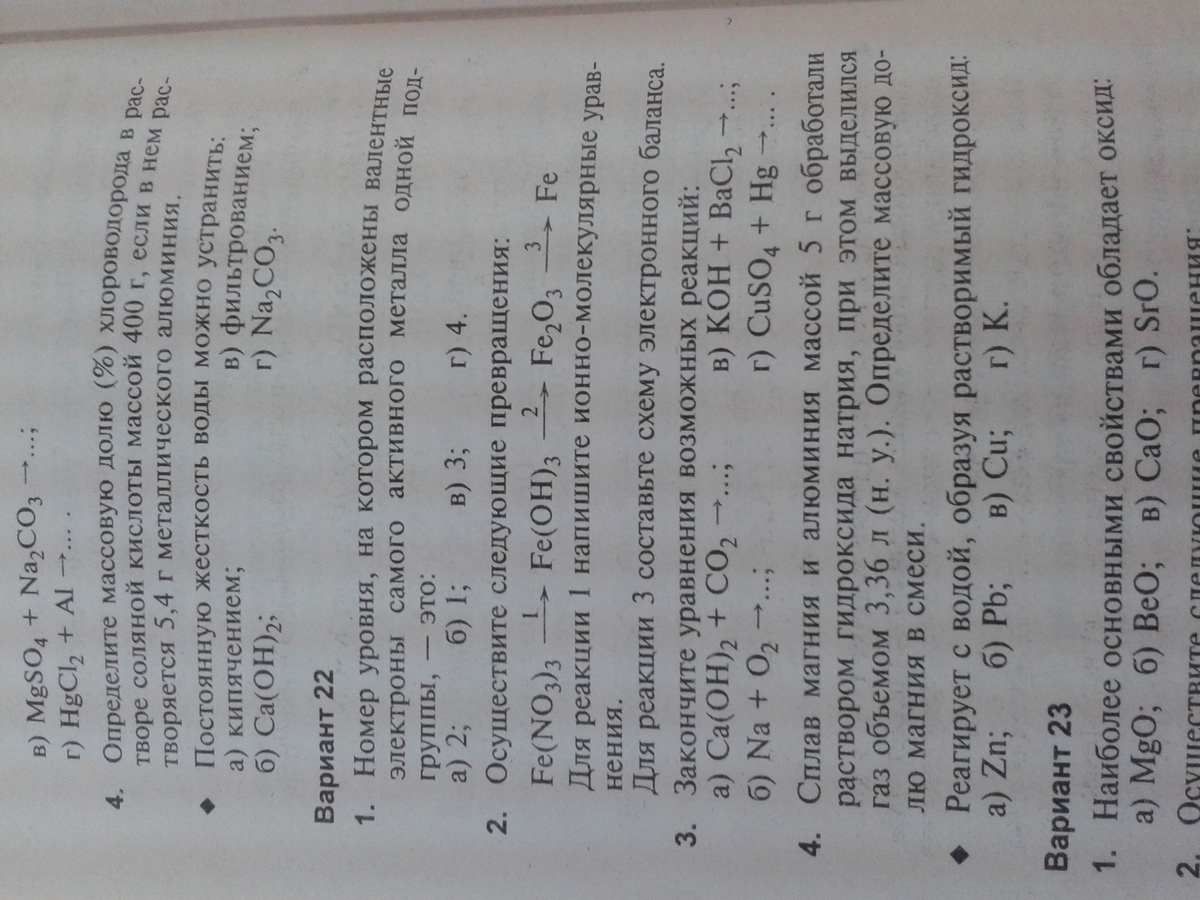 в) MgSO₄ + Na₂CO₃ →...;
г) HgCl₂ + Al →... .
4. Определите массовую долю (%) хлороводорода в рас-
творе соляной кислоты массой 400 г, если в нем рас-
творяется 5,4 г металлического алюминия.
◆ Постоянную жесткость воды можно устранить:
а) кипячением; в) фильтрованием;
б) Ca(OH)₂; г) Na₂CO₃.
Вариант 22
1. Номер уровня, на котором расположены валентные
электроны самого активного металла одной под-
группы, — это:
а) 2; б) 1; в) 3; г) 4.
2. Осуществите следующие превращения:
Fe(NO₃)₃ —1→ Fe(OH)₃ —2→ Fe₂O₃ —3→ Fe
Для реакции 1 напишите ионно-молекулярные урав-
нения.
Для реакции 3 составьте схему электронного баланса.
3. Закончите уравнения возможных реакций:
а) Ca(OH)₂ + CO₂ →...; в) KOH + BaCl₂ →...;
б) Na + O₂ →...; г) CuSO₄ + Hg →... .
4. Сплав магния и алюминия массой 5 г обработали
раствором гидроксида натрия, при этом выделился
газ объемом 3,36 л (н. у.). Определите массовую до-
лю магния в смеси.
◆ Реагирует с водой, образуя растворимый гидроксид:
а) Zn; б) Pb; в) Cu; г) K.
Вариант 23
1. Наиболее основными свойствами обладает оксид:
а) MgO; б) BeO; в) CaO; г) SrO.
2. Осуществите следующие превращения: